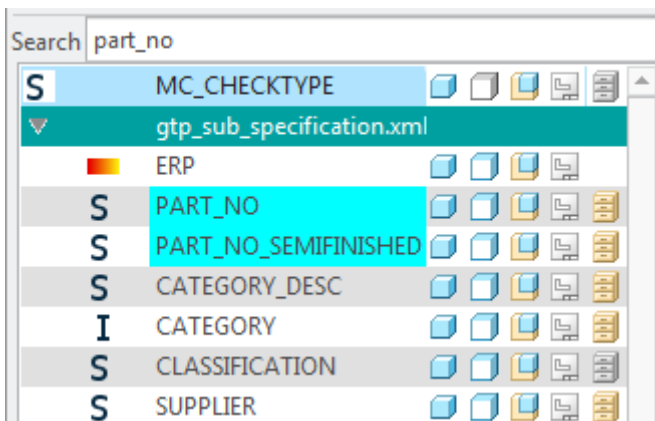 Search part_no
S MC_CHECKTYPE
gtp_sub_specification.xml
ERP
S PART_NO
S PART_NO_SEMIFINISHED
S CATEGORY_DESC
I CATEGORY
S CLASSIFICATION
S SUPPLIER